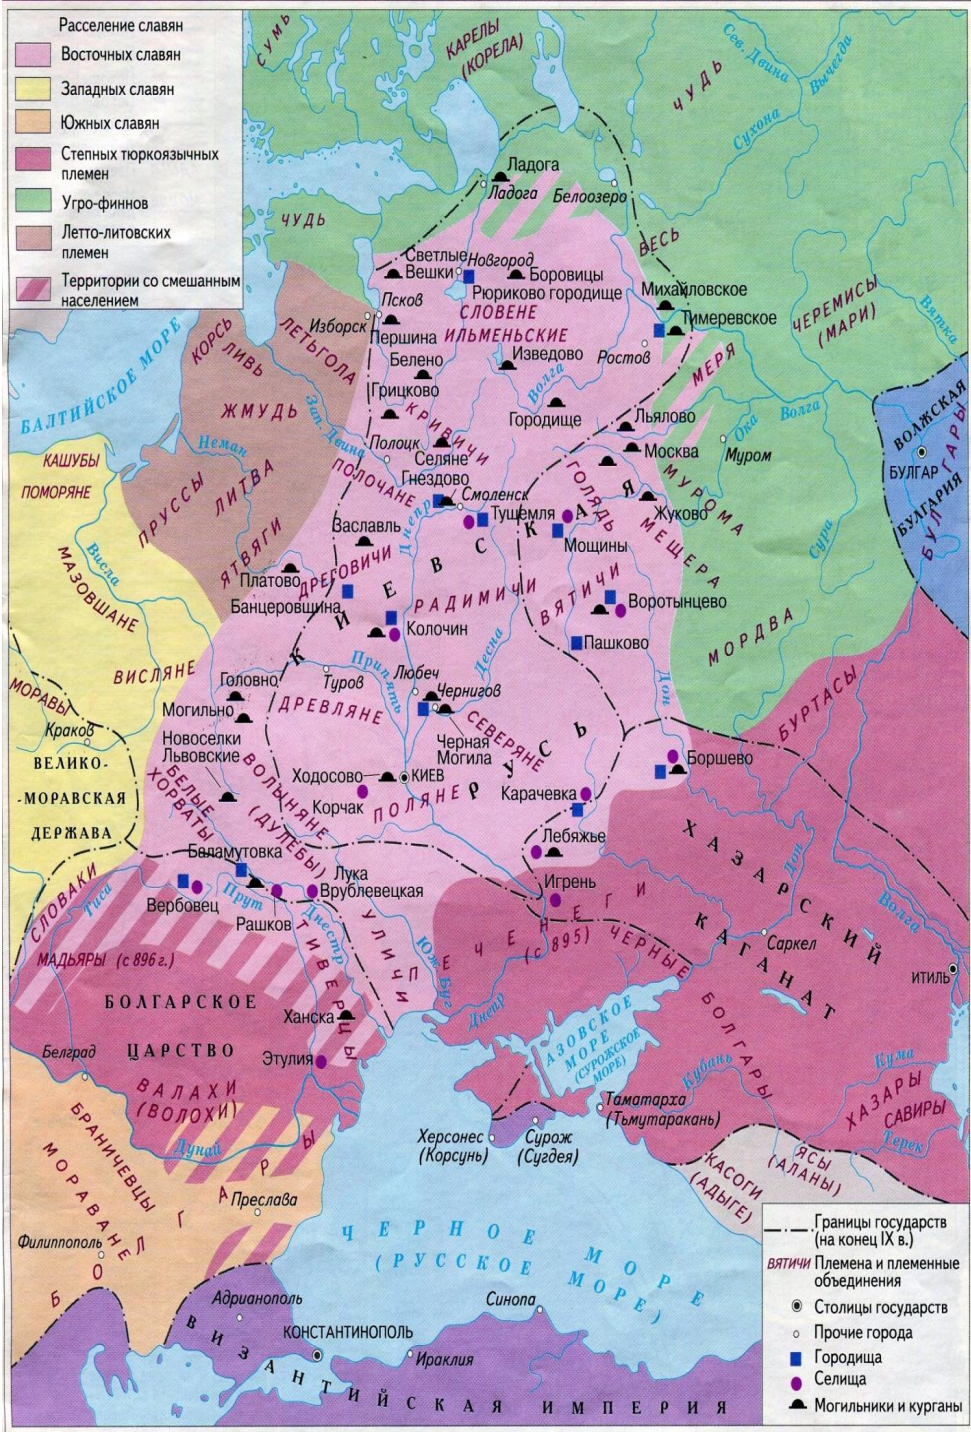 Расселение славян
Восточных славян
Западных славян
Южных славян
Степных тюркоязычных
племен
Угро-финнов
Летто-литовских
племен
Территории со смешанным
населением
СУМЬ
КАРЕЛЫ
(КОРЕЛА)
ЧУДЬ
Сев. Двина
Вычегда
Сухона
Ладога
Ладога
Белоозеро
ЧУДЬ
ВЕСЬ
Светлые
Вешки
Новгород
Боровицы
Рюриково городище
СЛОВЕНЕ
ИЛЬМЕНЬСКИЕ
Михайловское
Тимеревское
ЧЕРЕМИСЫ
(МАРИ)
Вятка
Псков
Изборск
Першина
Белено
Грицково
Изведово
Ростов
МЕРЯ
Волга
Городище
БАЛТИЙСКОЕ МОРЕ
КОРСЬ
ЛИВЬ
ЛЕТЬГОЛА
ЖМУДЬ
Зап. Двина
Неман
ЛИТВА
ПРУССЫ
ЯТВЯГИ
КРИВИЧИ
Полоцк
ПОЛОЧАНЕ
Селяне
Гнездово
Смоленск
Тушемля
Льялово
Москва
Ока
Волга
Муром
МУРОМА
ГОЛЯДЬ
Жуково
МЕЩЕРА
Мощины
Сура
ВОЛЖСКАЯ
БУЛГАРИЯ
БУЛГАР
БУЛГАРЫ
КАШУБЫ
ПОМОРЯНЕ
Висла
МАЗОВШАНЕ
ВИСЛЯНЕ
МОРАВЫ
Краков
ВЕЛИКО-
-МОРАВСКАЯ
ДЕРЖАВА
Заславль
Днепр
ДРЕГОВИЧИ
Платово
Банцеровщина
КИЕВСКАЯ
РУСЬ
РАДИМИЧИ
ВЯТИЧИ
Воротынцево
Пашково
Колочин
МОРДВА
Десна
Дон
Припять
Туров
Любеч
Чернигов
Черная
Могила
СЕВЕРЯНЕ
ДРЕВЛЯНЕ
Головно
Могильно
Новоселки
Львовские
БУРТАСЫ
Боршево
Ходосово
КИЕВ
Корчак
ПОЛЯНЕ
Карачевка
БЕЛЫЕ
ХОРВАТЫ
ВОЛЫНЯНЕ
(ДУЛЕБЫ)
Лебяжье
Баламутовка
Лука
Врублевецкая
Игрень
Вербовец
Прут
Рашков
Днестр
СЛОВАКИ
Тиса
МАДЬЯРЫ (с 896 г.)
ТИВЕРЦЫ
УЛИЧИ
Юж. Буг
ПЕЧЕНЕГИ
(с 895)
ХАЗАРСКИЙ
КАГАНАТ
Дон
Волга
Саркел
ИТИЛЬ
ЧЕРНЫЕ
БОЛГАРЫ
БОЛГАРСКОЕ
ЦАРСТВО
Ханска
Этулия
Днепр
АЗОВСКОЕ
МОРЕ
(СУРОЖСКОЕ
МОРЕ)
Белград
ВАЛАХИ
(ВОЛОХИ)
Дунай
БРАНИЧЕВЦЫ
МОРАВАНЕ
БОЛГАРЫ
Преслава
Филиппополь
Кубань
Кума
ХАЗАРЫ
САВИРЫ
Терек
Таматарха
(Тьмутаракань)
Херсонес
(Корсунь)
Сурож
(Сугдея)
КАСОГИ
(АДЫГЕ)
ЯСЫ
(АЛАНЫ)
ЧЕРНОЕ МОРЕ
(РУССКОЕ МОРЕ)
Адрианополь
КОНСТАНТИНОПОЛЬ
Синопа
Ираклия
ВИЗАНТИЙСКАЯ ИМПЕРИЯ
Границы государств
(на конец IX в.)
ВЯТИЧИ Племена и племенные
объединения
Столицы государств
Прочие города
Городища
Селища
Могильники и курганы